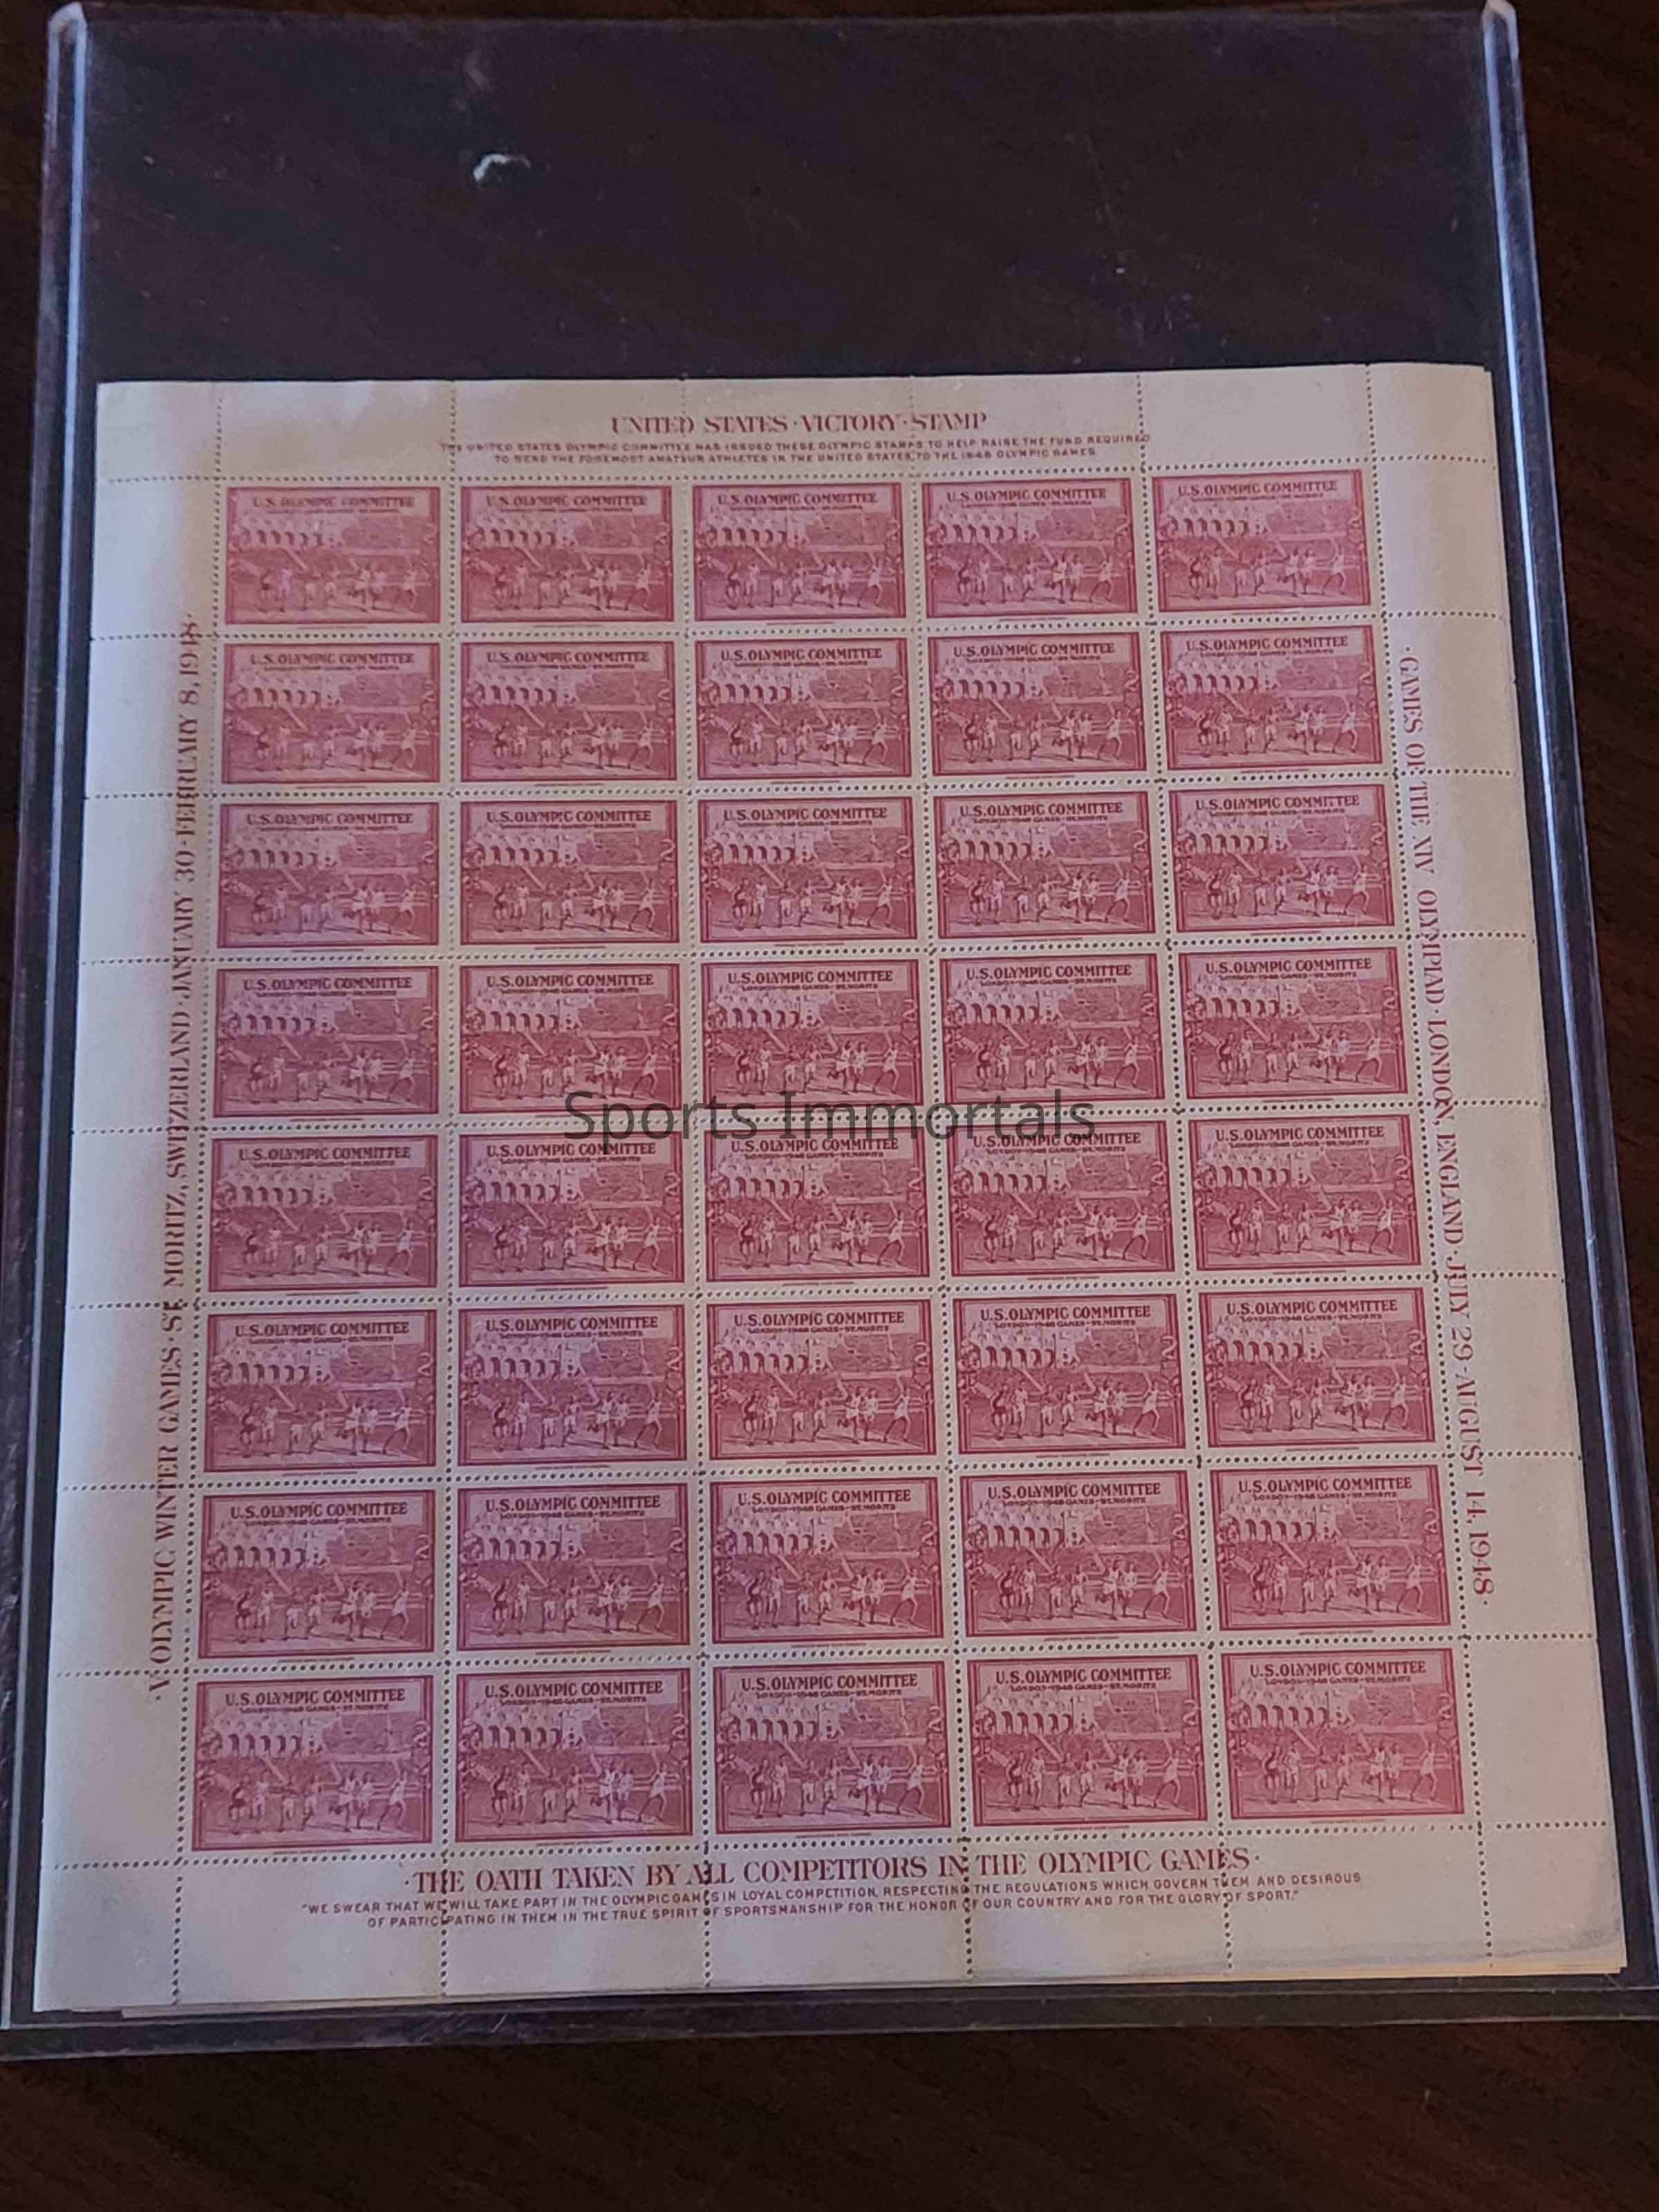 UNITED STATES · VICTORY · STAMP
THE UNITED STATES OLYMPIC COMMITTEE HAS ISSUED THESE OLYMPIC STAMPS TO HELP RAISE THE FUND REQUIRED
TO SEND THE FOREMOST AMATEUR ATHLETES IN THE UNITED STATES TO THE 1948 OLYMPIC GAMES
· V OLYMPIC WINTER GAMES · ST. MORITZ, SWITZERLAND · JANUARY 30 · FEBRUARY 8, 1948 ·
· GAMES OF THE XIV OLYMPIAD · LONDON, ENGLAND · JULY 29 · AUGUST 14, 1948 ·
U.S. OLYMPIC COMMITTEE
LONDON-1948 GAMES-ST. MORITZ
Sports Immortals
· THE OATH TAKEN BY ALL COMPETITORS IN THE OLYMPIC GAMES ·
"WE SWEAR THAT WE WILL TAKE PART IN THE OLYMPIC GAMES IN LOYAL COMPETITION, RESPECTING THE REGULATIONS WHICH GOVERN THEM AND DESIROUS
OF PARTICIPATING IN THEM IN THE TRUE SPIRIT OF SPORTSMANSHIP FOR THE HONOR OF OUR COUNTRY AND FOR THE GLORY OF SPORT."